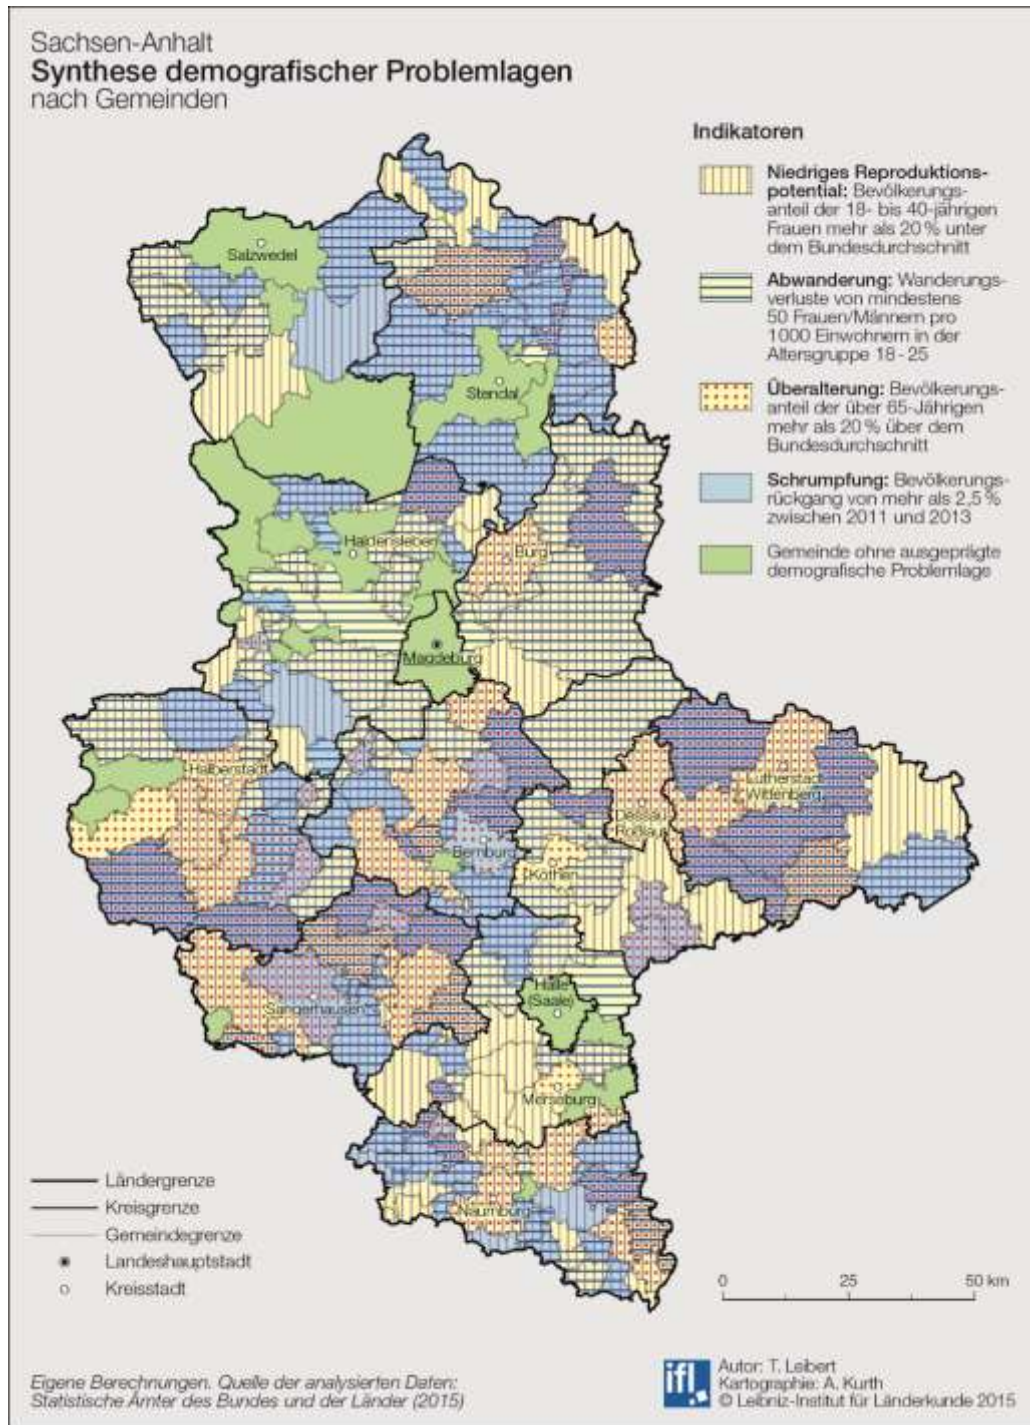 Sachsen-Anhalt
Synthese demografischer Problemlagen
nach Gemeinden
Indikatoren
Niedriges Reproduktions-
potential: Bevölkerungs-
anteil der 18- bis 40-jährigen
Frauen mehr als 20% unter
dem Bundesdurchschnitt
Abwanderung: Wanderungs-
verluste von mindestens
50 Frauen/Männern pro
1000 Einwohnern in der
Altersgruppe 18 - 25
Überalterung: Bevölkerungs-
anteil der über 65-Jährigen
mehr als 20% über dem
Bundesdurchschnitt
Schrumpfung: Bevölkerungs-
rückgang von mehr als 2,5%
zwischen 2011 und 2013
Gemeinde ohne ausgeprägte
demografische Problemlage
Salzwedel
Stendal
Haldensleben
Burg
Magdeburg
Halberstadt
Lutherstadt
Wittenberg
Dessau-
Roßlau
Bernburg
Köthen
Halle
(Saale)
Sangerhausen
Merseburg
Naumburg
Ländergrenze
Kreisgrenze
Gemeindegrenze
Landeshauptstadt
Kreisstadt
0 25 50 km
Eigene Berechnungen. Quelle der analysierten Daten:
Statistische Ämter des Bundes und der Länder (2015)
ifl
Autor: T. Leibert
Kartographie: A. Kurth
© Leibniz-Institut für Länderkunde 2015